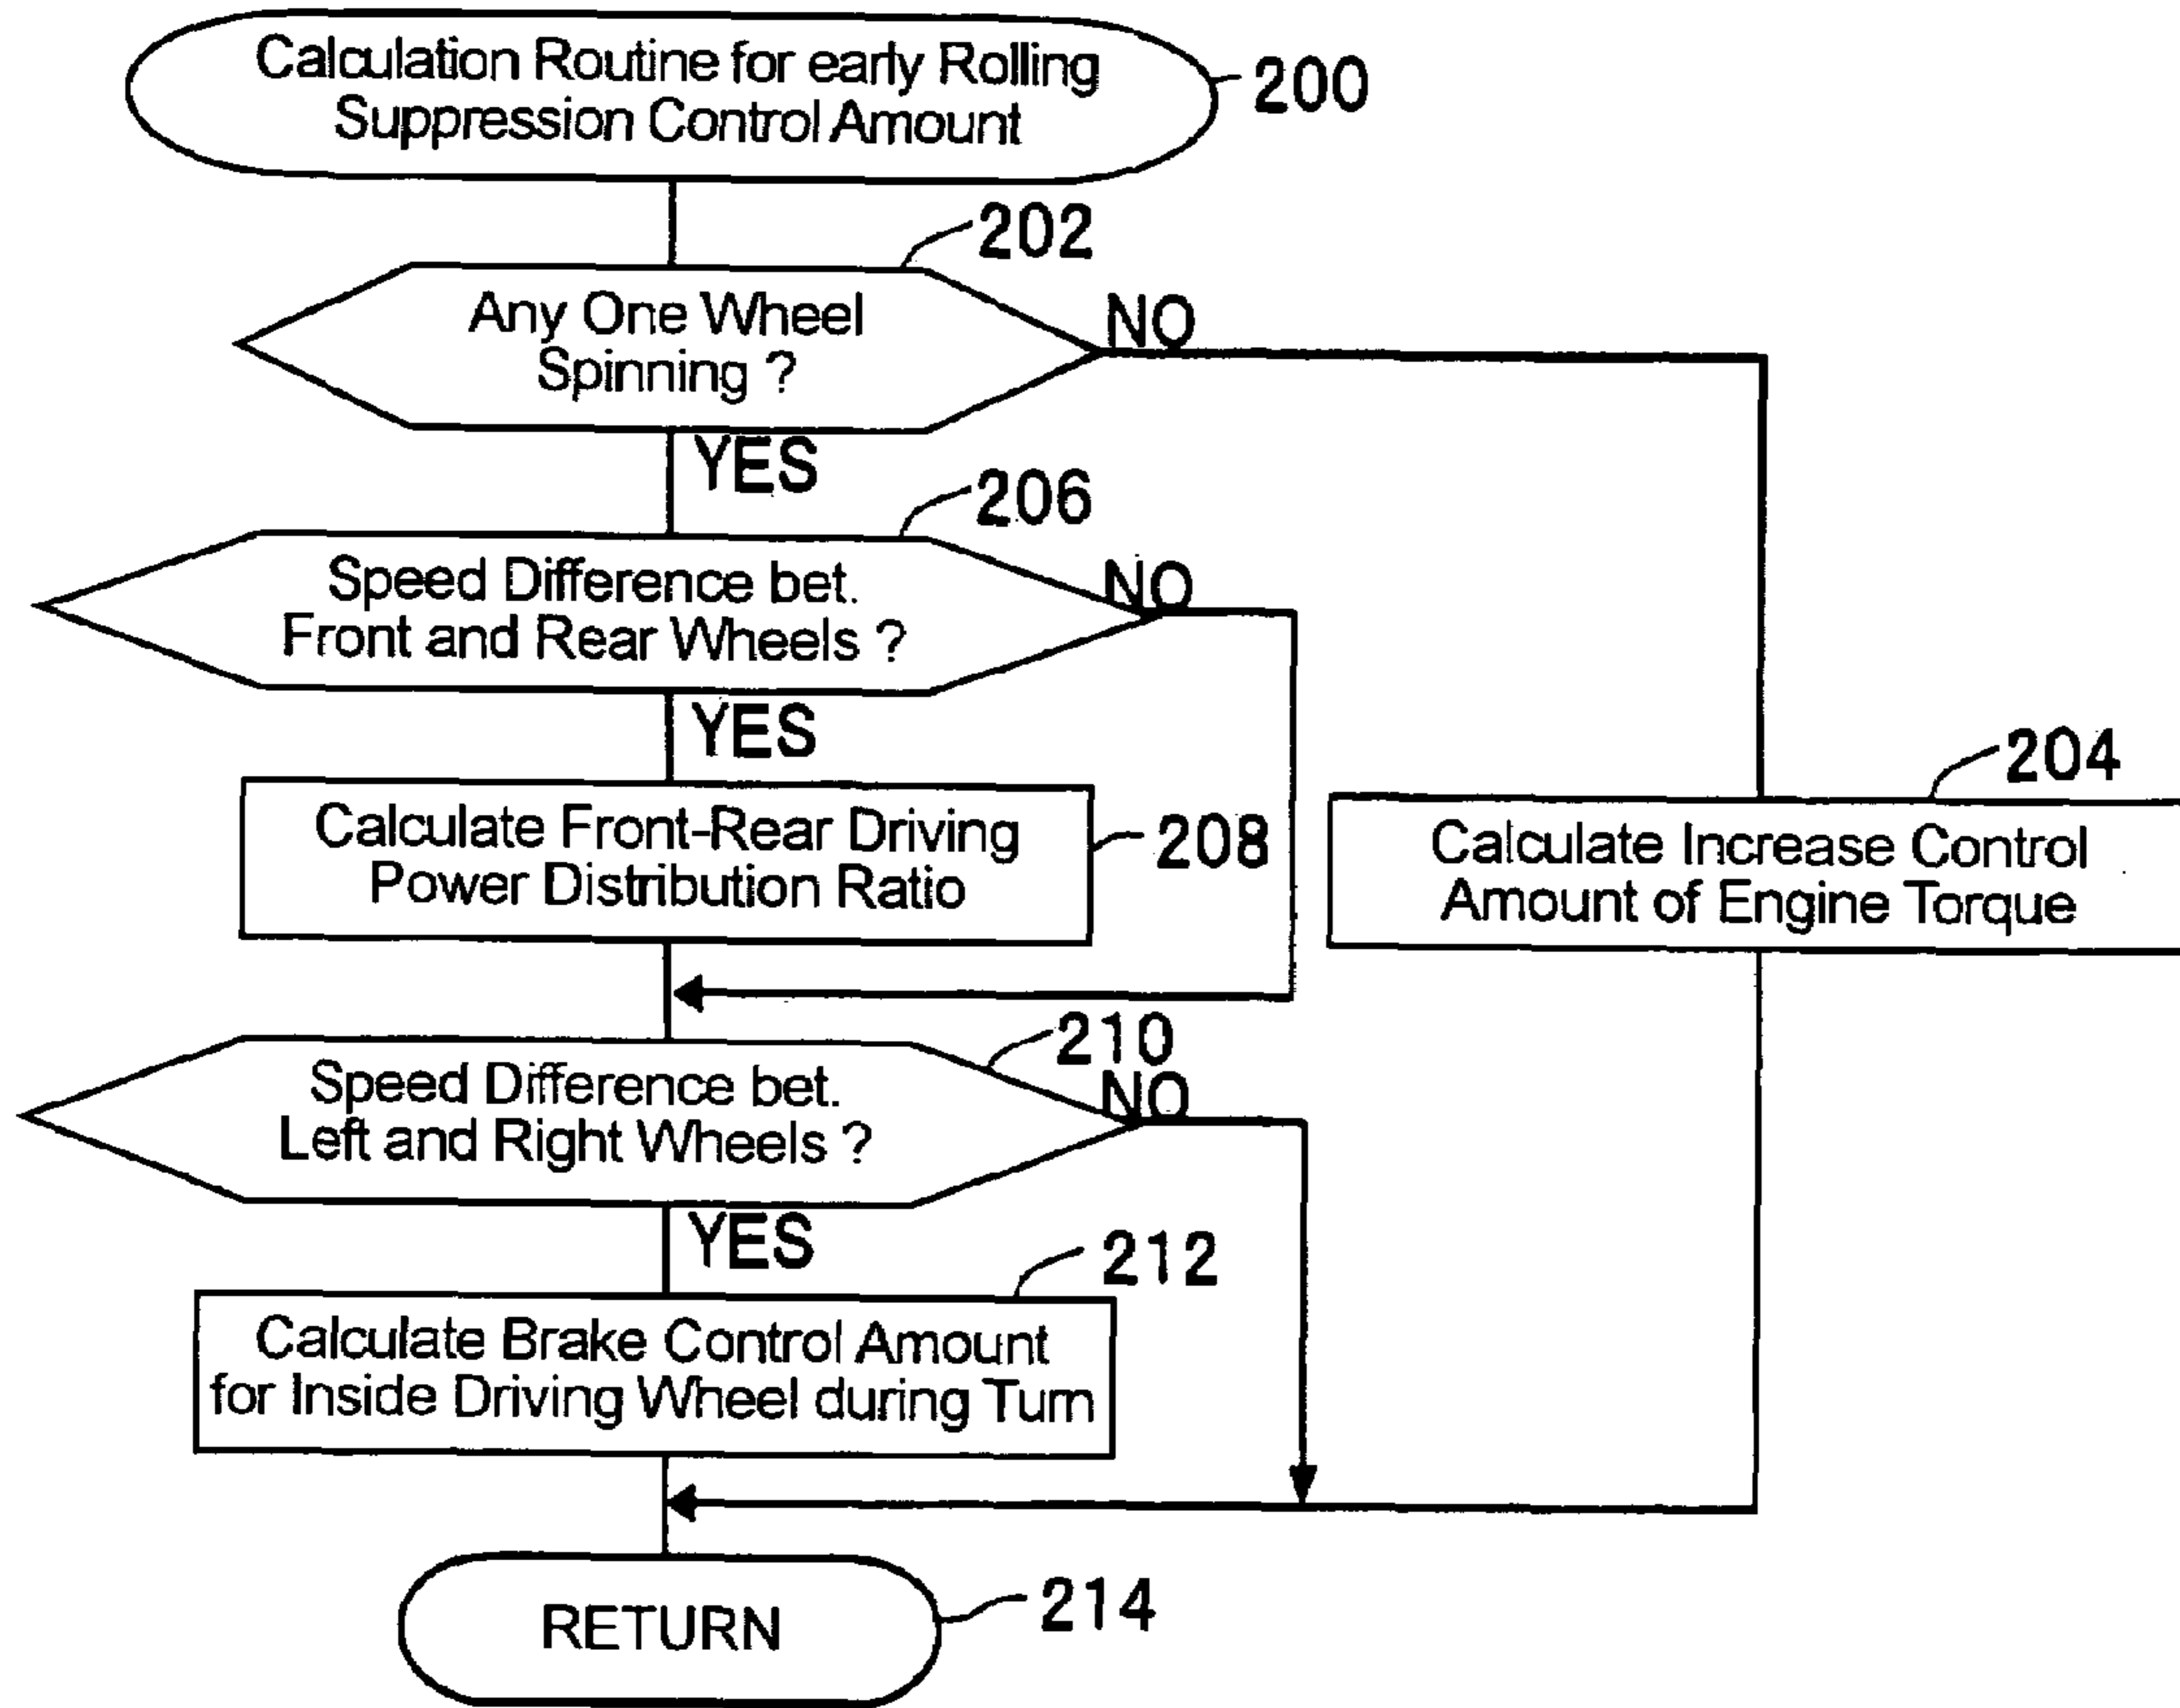 Calculation Routine for early Rolling
Suppression Control Amount
200
202
Any One Wheel
Spinning ?
NO
YES
206
Speed Difference bet.
Front and Rear Wheels ?
NO
YES
204
Calculate Front-Rear Driving
Power Distribution Ratio
208
Calculate Increase Control
Amount of Engine Torque
210
Speed Difference bet.
Left and Right Wheels ?
NO
YES
212
Calculate Brake Control Amount
for Inside Driving Wheel during Turn
RETURN
214